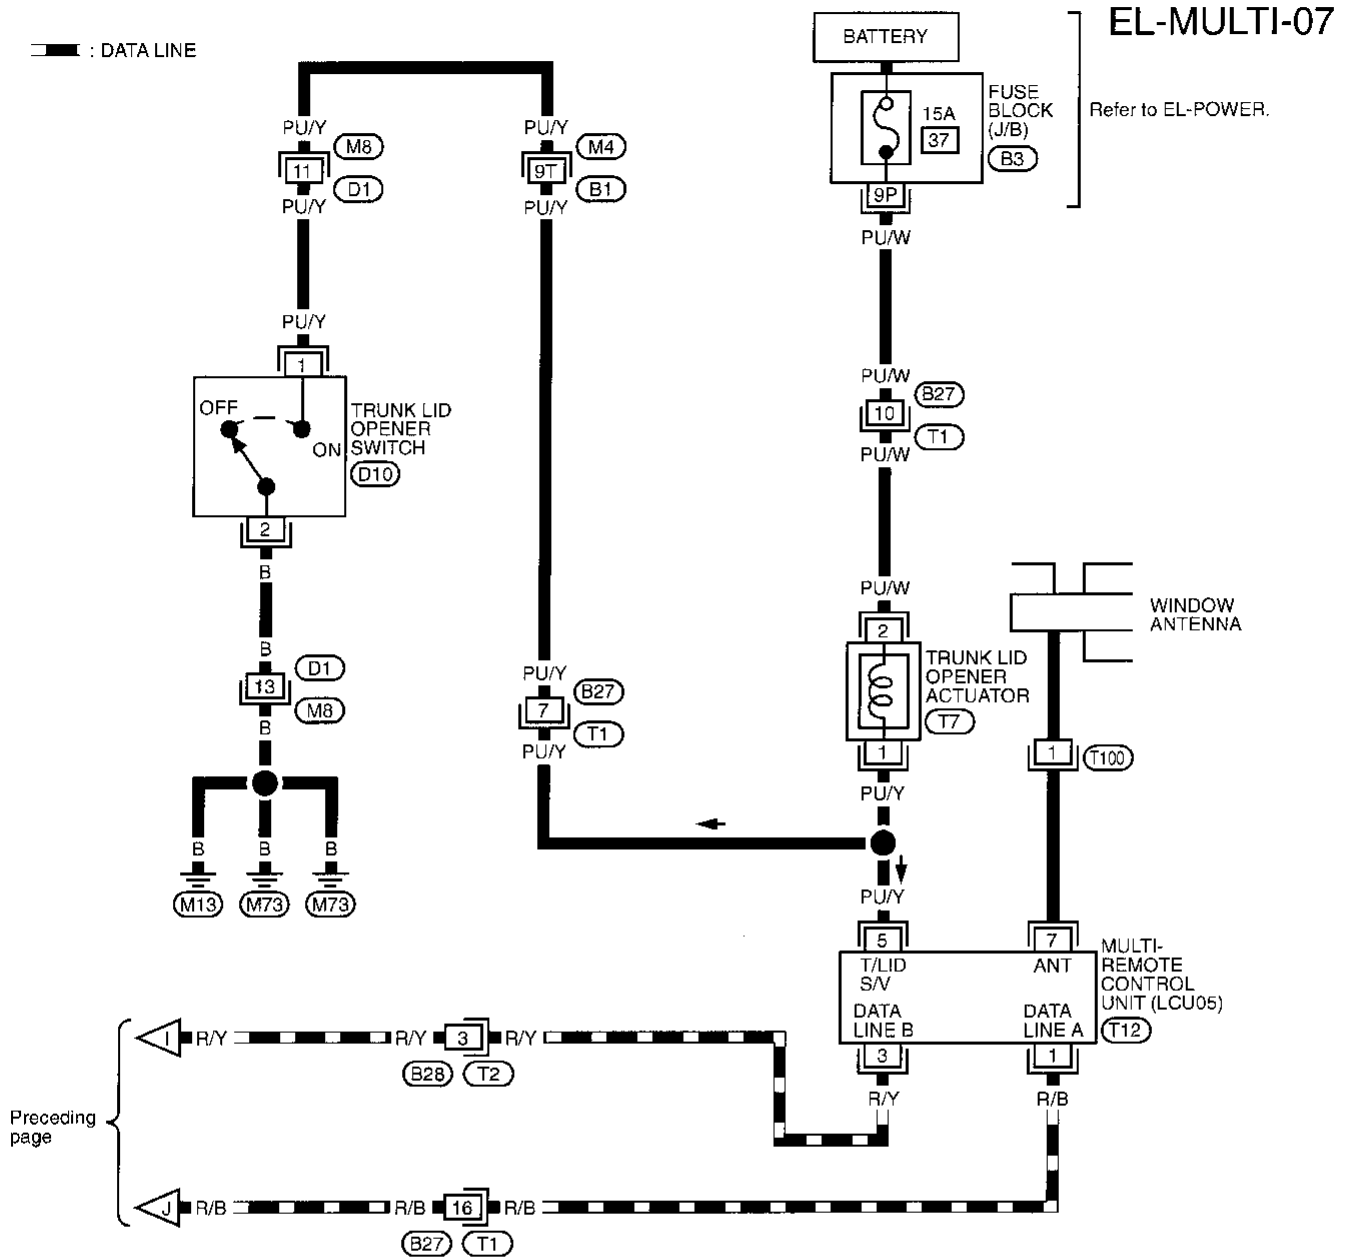 EL-MULTI-07
: DATA LINE
BATTERY
FUSE
BLOCK
(J/B)
B3
15A
37
9P
Refer to EL-POWER.
PU/W
PU/Y
M8
11
D1
PU/Y
PU/Y
M4
9T
B1
PU/Y
PU/Y
1
OFF
ON
TRUNK LID
OPENER
SWITCH
D10
2
B
B
D1
13
M8
B
B
B
B
M13
M73
M73
PU/Y
B27
7
T1
PU/Y
PU/W
B27
10
T1
PU/W
PU/W
2
TRUNK LID
OPENER
ACTUATOR
T7
1
PU/Y
PU/Y
WINDOW
ANTENNA
1
T100
5
7
T/LID
S/V
ANT
DATA
LINE B
DATA
LINE A
MULTI-
REMOTE
CONTROL
UNIT (LCU05)
T12
3
1
R/Y
R/B
Preceding
page
I
R/Y
R/Y
3
R/Y
B28
T2
J
R/B
R/B
16
R/B
B27
T1